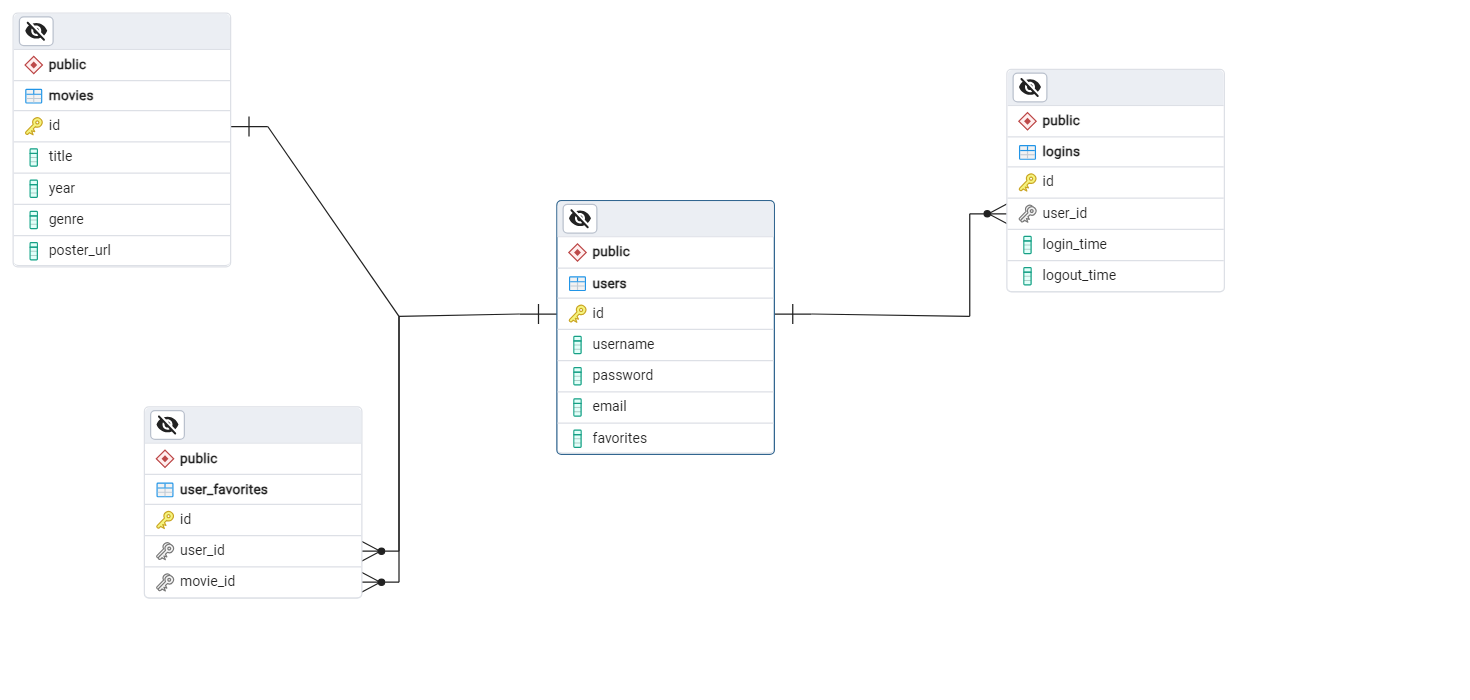 public
movies
id
title
year
genre
poster_url
public
users
id
username
password
email
favorites
public
logins
id
user_id
login_time
logout_time
public
user_favorites
id
user_id
movie_id